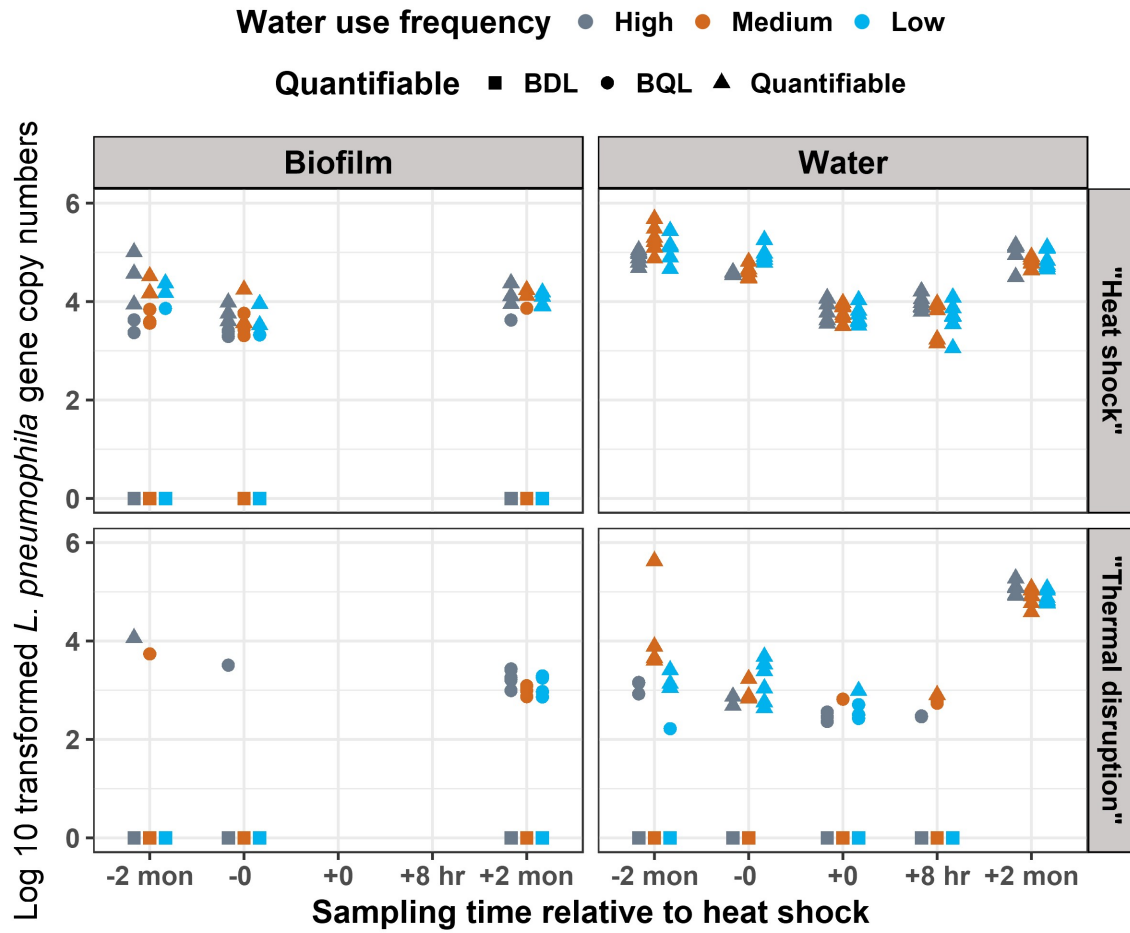 Water use frequency High Medium Low
Quantifiable BDL BQL Quantifiable
Log 10 transformed L. pneumophila gene copy numbers
Biofilm Water
6
4
2
0
"Heat shock"
6
4
2
0
"Thermal disruption"
-2 mon -0 +0 +8 hr +2 mon -2 mon -0 +0 +8 hr +2 mon
Sampling time relative to heat shock